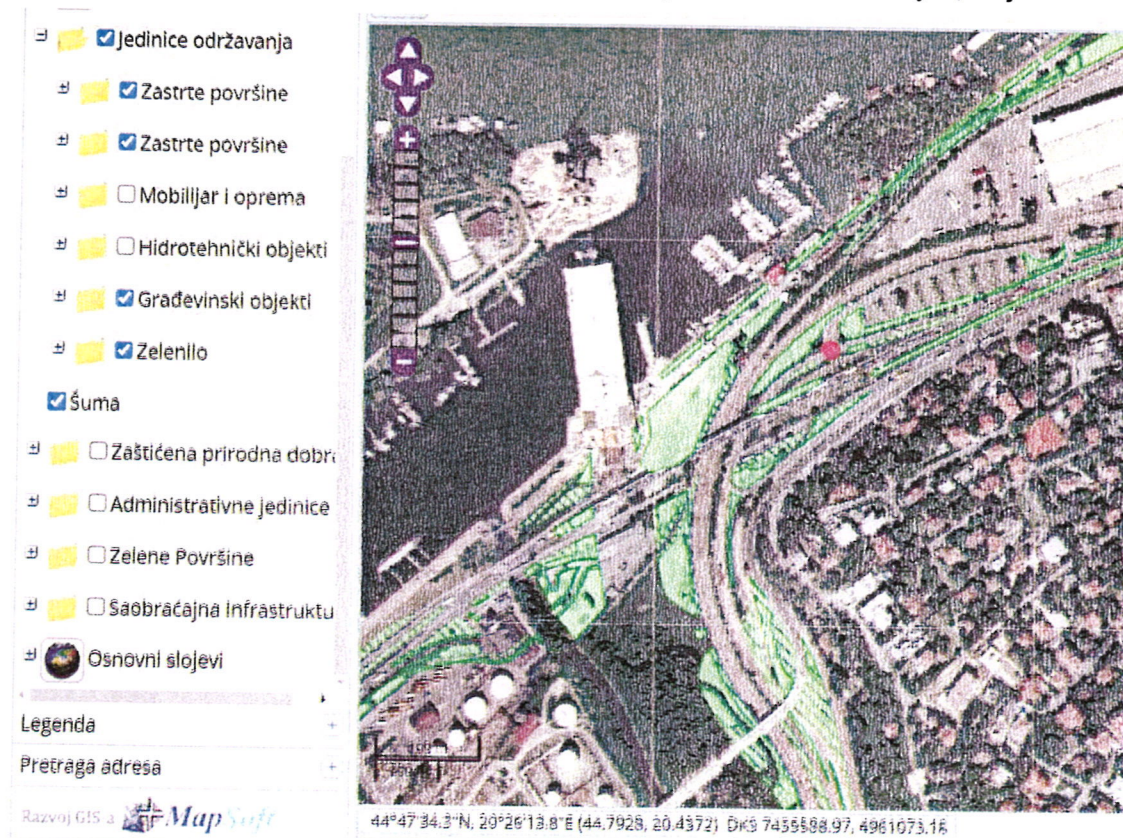 Jedinice održavanja
Zastrte površine
Zastrte površine
Mobilijar i oprema
Hidrotehnički objekti
Građevinski objekti
Zelenilo
Šuma
Zaštićena prirodna dobra
Administrativne jedinice
Zelene Površine
Saobraćajna infrastruktu
Osnovni slojevi
Legenda
Pretraga adresa
Razvoj GIS a MapSoft
44°47'34.3"N, 20°26'13.8"E (44.7928, 20.4372) DKS 7455588.97, 4961073.16